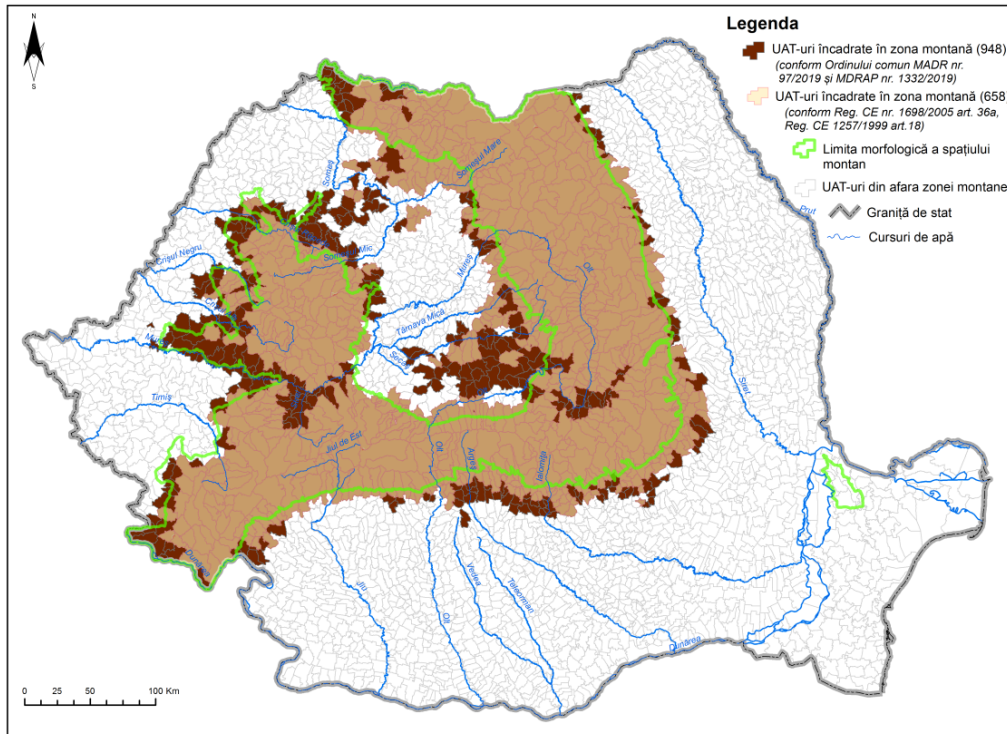 N
S
Legenda
UAT-uri încadrate în zona montană (948)
(conform Ordinului comun MADR nr.
97/2019 și MDRAP nr. 1332/2019)
UAT-uri încadrate în zona montană (658)
(conform Reg. CE nr. 1698/2005 art. 36a,
Reg. CE 1257/1999 art.18)
Limita morfologică a spațiului
montan
UAT-uri din afara zonei montane
Graniță de stat
Cursuri de apă
Someș
Someșul Mare
Prut
Mic
Crișul Negru
Mureș
Olt
Târnava Mică
Timiș
Siret
Jiul de Est
Olt
Argeș
Ialomița
Dunărea
Jiu
Olt
Vedea
Teleorman
Dunărea
0 25 50 100 Km